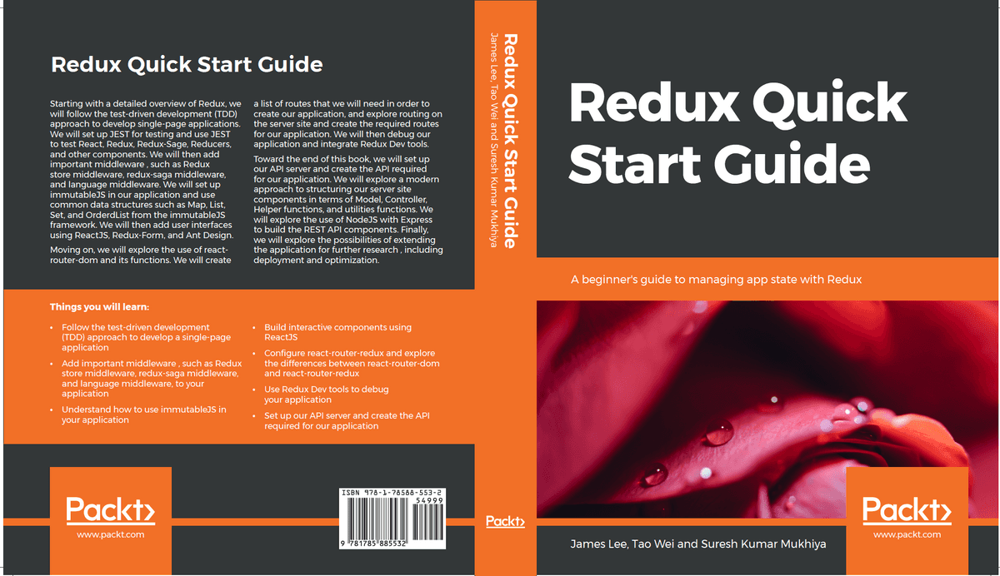 Redux Quick Start Guide
Starting with a detailed overview of Redux, we
will follow the test-driven development (TDD)
approach to develop single-page applications.
We will set up JEST for testing and use JEST
to test React, Redux, Redux-Sage, Reducers,
and other components. We will then add
important middleware , such as Redux
store middleware, redux-saga middleware,
and language middleware. We will set up
immutableJS in our application and use
common data structures such as Map, List,
Set, and OrderdList from the immutableJS
framework. We will then add user interfaces
using ReactJS, Redux-Form, and Ant Design.
Moving on, we will explore the use of react-
router-dom and its functions. We will create
a list of routes that we will need in order to
create our application, and explore routing on
the server site and create the required routes
for our application. We will then debug our
application and integrate Redux Dev tools.
Toward the end of this book, we will set up
our API server and create the API required
for our application. We will explore a modern
approach to structuring our server site
components in terms of Model, Controller,
Helper functions, and utilities functions. We
will explore the use of NodeJS with Express
to build the REST API components. Finally,
we will explore the possibilities of extending
the application for further research , including
deployment and optimization.
Things you will learn:
• Follow the test-driven development
(TDD) approach to develop a single-page
application
• Add important middleware , such as Redux
store middleware, redux-saga middleware,
and language middleware, to your
application
• Understand how to use immutableJS in
your application
• Build interactive components using
ReactJS
• Configure react-router-redux and explore
the differences between react-router-dom
and react-router-redux
• Use Redux Dev tools to debug
your application
• Set up our API server and create the API
required for our application
Packt>
www.packt.com
ISBN 978-1-78588-553-2
54999
9 781785 885532
Redux Quick Start Guide
James Lee, Tao Wei and Suresh Kumar Mukhiya
Packt>
Redux Quick
Start Guide
A beginner's guide to managing app state with Redux
Packt>
www.packt.com
James Lee, Tao Wei and Suresh Kumar Mukhiya